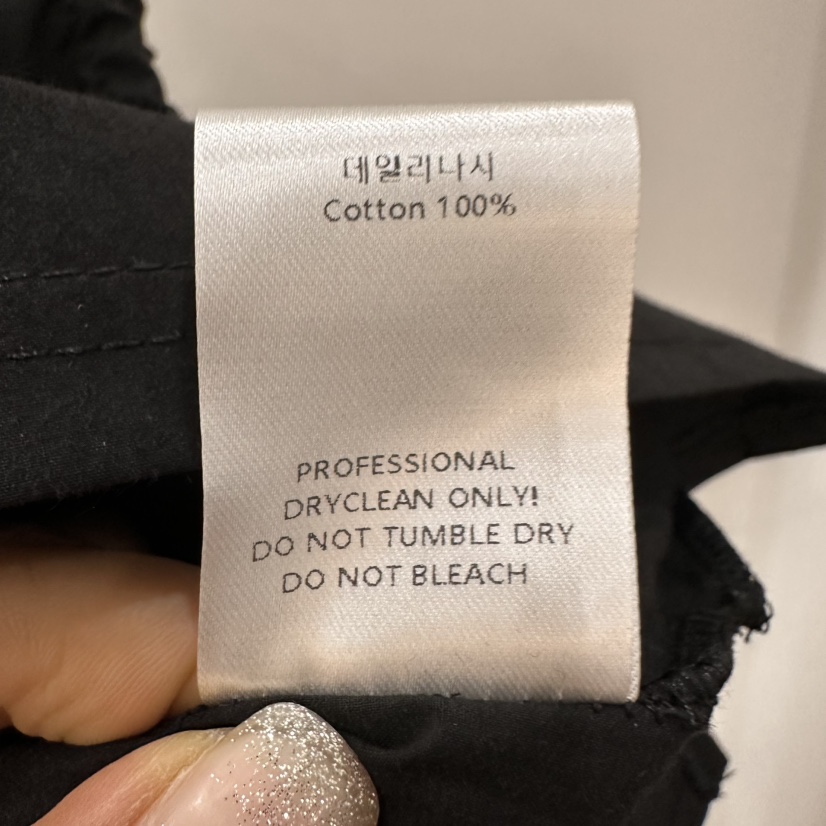 데일리나시
Cotton 100%
PROFESSIONAL
DRYCLEAN ONLY!
DO NOT TUMBLE DRY
DO NOT BLEACH